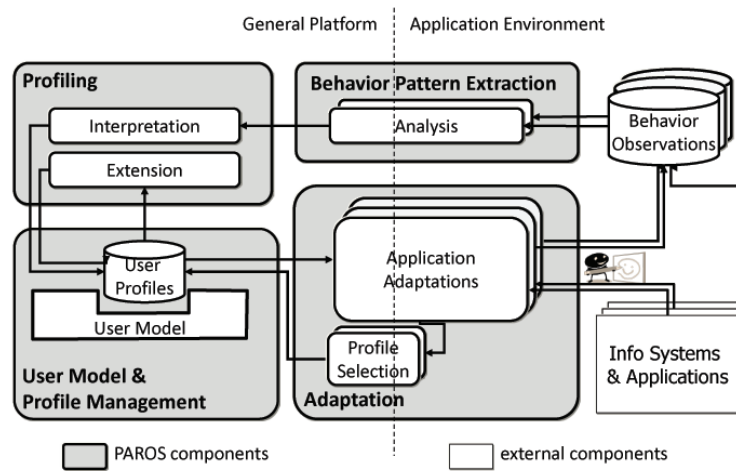 General Platform
Application Environment
Profiling
Interpretation
Extension
Behavior Pattern Extraction
Analysis
Behavior
Observations
User
Profiles
User Model
User Model &
Profile Management
Application
Adaptations
Profile
Selection
Adaptation
Info Systems
& Applications
PAROS components
external components